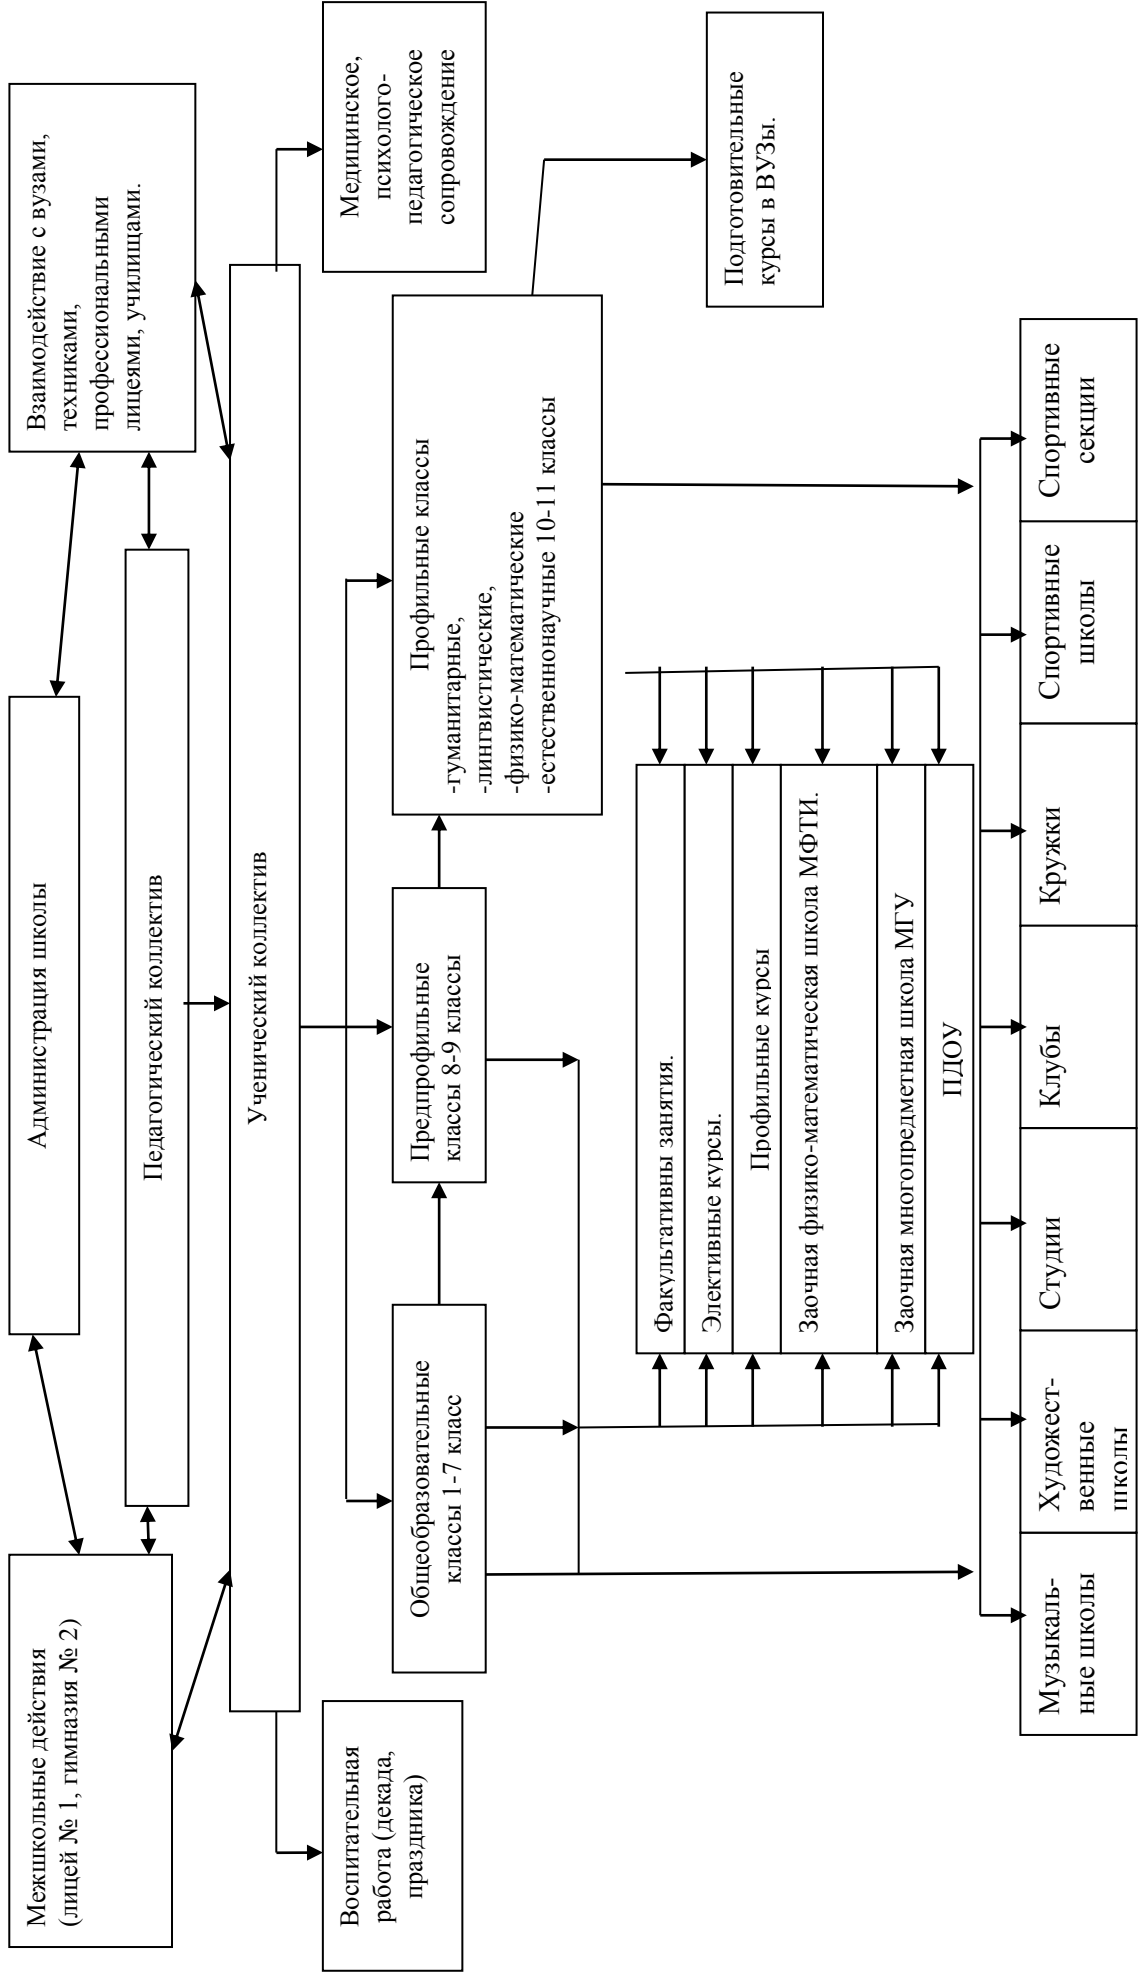 Межшкольные действия
(лицей № 1, гимназия № 2)
Администрация школы
Взаимодействие с вузами,
техниками,
профессиональными
лицеями, училищами.
Педагогический коллектив
Ученический коллектив
Воспитательная
работа (декада,
праздника)
Медицинское,
психолого-
педагогическое
сопровождение
Общеобразовательные
классы 1-7 класс
Предпрофильные
классы 8-9 классы
Профильные классы
-гуманитарные,
-лингвистические,
-физико-математические
-естественнонаучные 10-11 классы
Подготовительные
курсы в ВУЗы.
Факультативны занятия.
Элективные курсы.
Профильные курсы
Заочная физико-математическая школа МФТИ.
Заочная многопредметная школа МГУ
ПДОУ
Музыкаль-
ные школы
Художест-
венные
школы
Студии
Клубы
Кружки
Спортивные
школы
Спортивные
секции